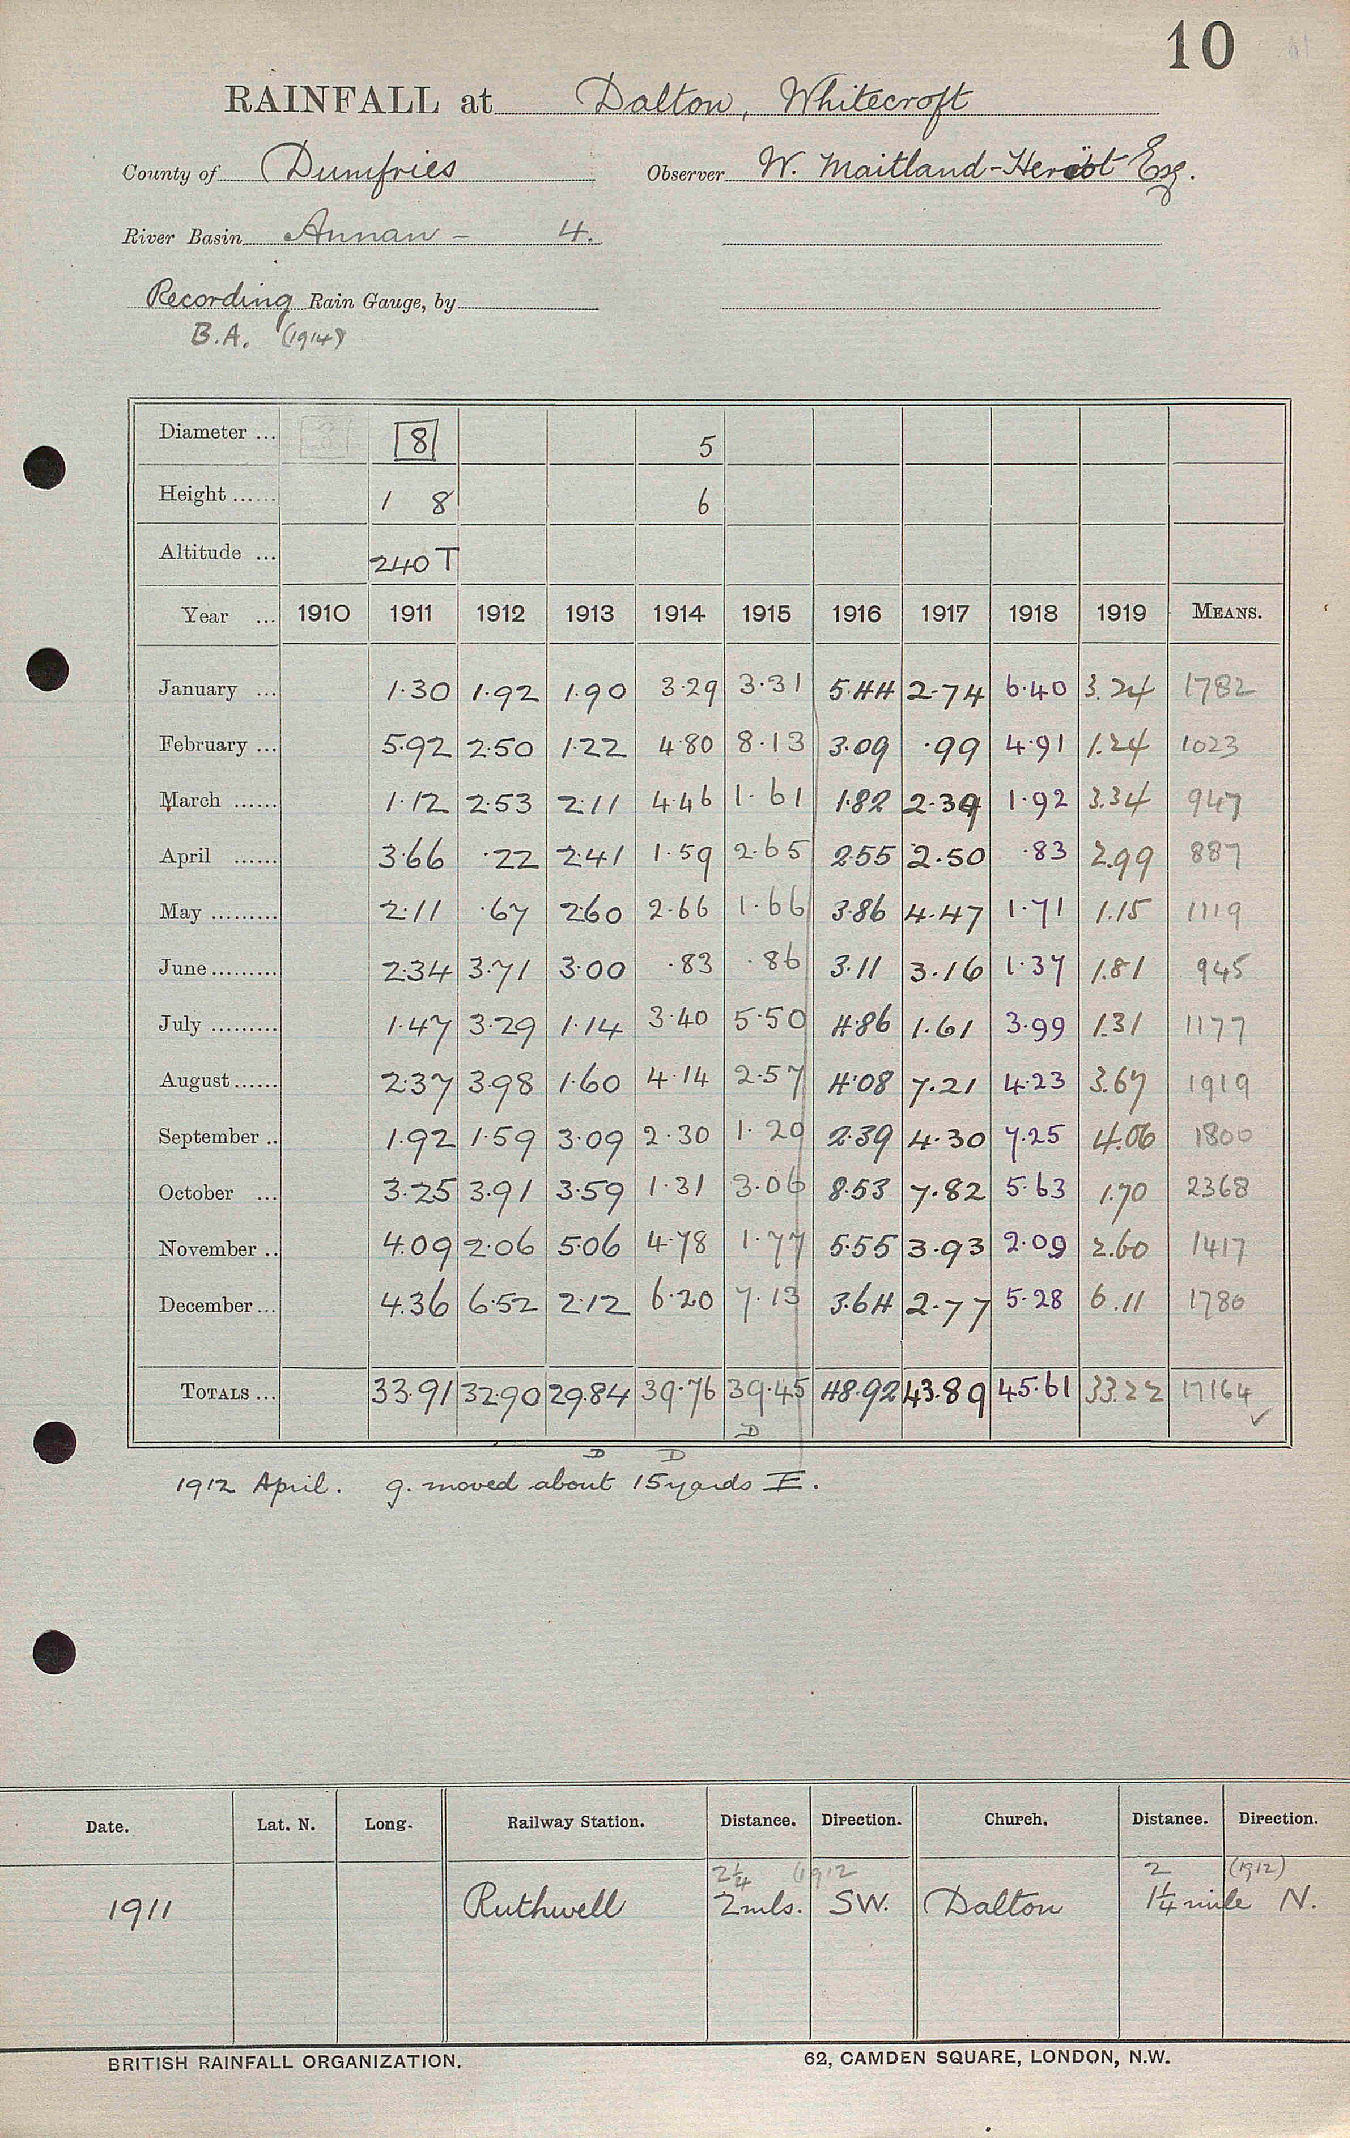 10
RAINFALL at Dalton, Whitecroft
County of Dumfries Observer W. Maitland-Heriot Esq.
River Basin Annan - 4.
Recording Rain Gauge, by
B.A. (1914)
Diameter ... 8 5
Height ...... 1 8 6
Altitude ... 240 T
Year ... 1910 1911 1912 1913 1914 1915 1916 1917 1918 1919 MEANS.
January ... 1·30 1·92 1·90 3·29 3·31 5·44 2·74 6·40 3.24 1782
February ... 5·92 2·50 1·22 4·80 8·13 3·09 ·99 4·91 1.24 1023
March ...... 1·12 2·53 2·11 4·46 1·61 1·82 2·39 1·92 3.34 947
April ...... 3·66 ·22 2·41 1·59 2·65 2·55 2·50 ·83 2.99 887
May ......... 2·11 ·67 2·60 2·66 1·66 3·86 4·47 1·71 1.15 1119
June ......... 2·34 3·71 3·00 ·83 ·86 3·11 3·16 1·37 1.81 945
July ......... 1·47 3·29 1·14 3·40 5·50 4·86 1·61 3·99 1.31 1177
August ...... 2·37 3·98 1·60 4·14 2·57 4·08 7·21 4·23 3.67 1919
September .. 1·92 1·59 3·09 2·30 1·20 2·39 4·30 7·25 4.06 1800
October ... 3·25 3·91 3·59 1·31 3·06 8·53 7·82 5·63 1.70 2368
November .. 4·09 2·06 5·06 4·78 1·77 5·55 3·93 2·09 2.60 1417
December ... 4·36 6·52 2·12 6·20 7·13 3·64 2·77 5·28 6.11 1780
TOTALS ... 33·91 32·90 29·84 39·76 39·45 48·92 43·89 45·61 33.22 17164 ✓
D
D D
1912 April. g. moved about 15 yards E.
Date. Lat. N. Long. Railway Station. Distance. Direction. Church. Distance. Direction.
2¼ (1912 2 (1912)
1911 Ruthwell 2 mls. SW. Dalton 1¼ mile N.
BRITISH RAINFALL ORGANIZATION. 62, CAMDEN SQUARE, LONDON, N.W.